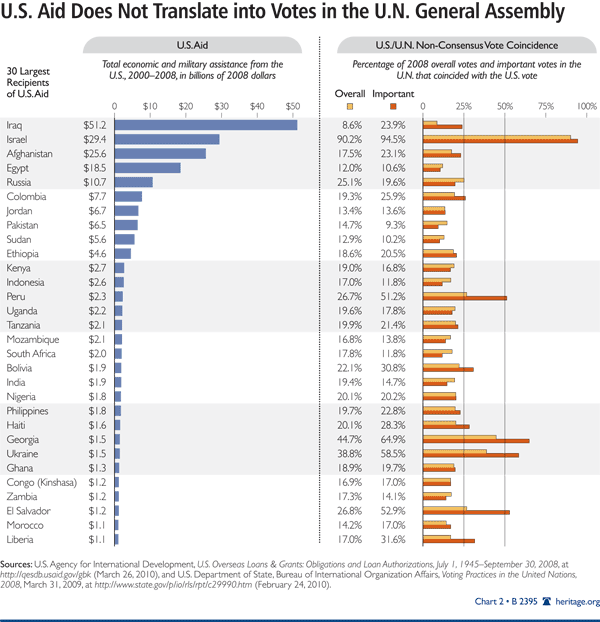 U.S. Aid Does Not Translate into Votes in the U.N. General Assembly
U.S. Aid
U.S./U.N. Non-Consensus Vote Coincidence
30 Largest
Recipients
of U.S. Aid
Total economic and military assistance from the
U.S., 2000–2008, in billions of 2008 dollars
Percentage of 2008 overall votes and important votes in the
U.N. that coincided with the U.S. vote
Overall Important
0 $10 $20 $30 $40 $50
0 25% 50% 75% 100%
Iraq $51.2 8.6% 23.9%
Israel $29.4 90.2% 94.5%
Afghanistan $25.6 17.5% 23.1%
Egypt $18.5 12.0% 10.6%
Russia $10.7 25.1% 19.6%
Colombia $7.7 19.3% 25.9%
Jordan $6.7 13.4% 13.6%
Pakistan $6.5 14.7% 9.3%
Sudan $5.6 12.9% 10.2%
Ethiopia $4.6 18.6% 20.5%
Kenya $2.7 19.0% 16.8%
Indonesia $2.6 17.0% 11.8%
Peru $2.3 26.7% 51.2%
Uganda $2.2 19.6% 17.8%
Tanzania $2.1 19.9% 21.4%
Mozambique $2.1 16.8% 13.8%
South Africa $2.0 17.8% 11.8%
Bolivia $1.9 22.1% 30.8%
India $1.9 19.4% 14.7%
Nigeria $1.8 20.1% 20.2%
Philippines $1.8 19.7% 22.8%
Haiti $1.6 20.1% 28.3%
Georgia $1.5 44.7% 64.9%
Ukraine $1.5 38.8% 58.5%
Ghana $1.3 18.9% 19.7%
Congo (Kinshasa) $1.2 16.9% 17.0%
Zambia $1.2 17.3% 14.1%
El Salvador $1.2 26.8% 52.9%
Morocco $1.1 14.2% 17.0%
Liberia $1.1 17.0% 31.6%
Sources: U.S. Agency for International Development, U.S. Overseas Loans & Grants: Obligations and Loan Authorizations, July 1, 1945–September 30, 2008, at
http://qesdb.usaid.gov/gbk (March 26, 2010), and U.S. Department of State, Bureau of International Organization Affairs, Voting Practices in the United Nations,
2008, March 31, 2009, at http://www.state.gov/p/io/rls/rpt/c29990.htm (February 24, 2010).
Chart 2 • B 2395 heritage.org